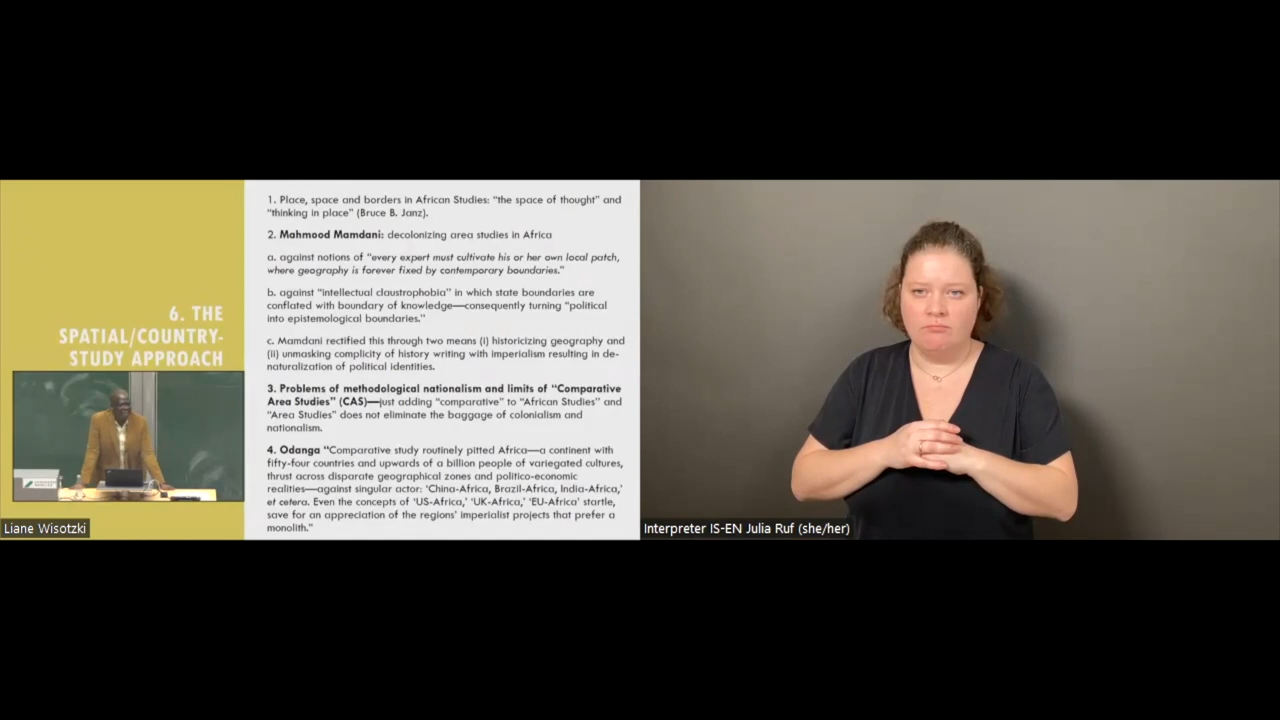 6. THE
SPATIAL/COUNTRY-
STUDY APPROACH
1. Place, space and borders in African Studies: “the space of thought” and
“thinking in place” (Bruce B. Janz).
2. Mahmood Mamdani: decolonizing area studies in Africa
a. against notions of “every expert must cultivate his or her own local patch,
where geography is forever fixed by contemporary boundaries.”
b. against “intellectual claustrophobia” in which state boundaries are
conflated with boundary of knowledge—consequently turning “political
into epistemological boundaries.”
c. Mamdani rectified this through two means (i) historicizing geography and
(ii) unmasking complicity of history writing with imperialism resulting in de-
naturalization of political identities.
3. Problems of methodological nationalism and limits of “Comparative
Area Studies” (CAS)—just adding “comparative” to “African Studies” and
“Area Studies” does not eliminate the baggage of colonialism and
nationalism.
4. Odanga “Comparative study routinely pitted Africa—a continent with
fifty-four countries and upwards of a billion people of variegated cultures,
thrust across disparate geographical zones and politico-economic
realities—against singular actor: ‘China-Africa, Brazil-Africa, India-Africa,’
et cetera. Even the concepts of ‘US-Africa,’ ‘UK-Africa,’ ‘EU-Africa’ startle,
save for an appreciation of the regions’ imperialist projects that prefer a
monolith.”
Liane Wisotzki
Interpreter IS-EN Julia Ruf (she/her)